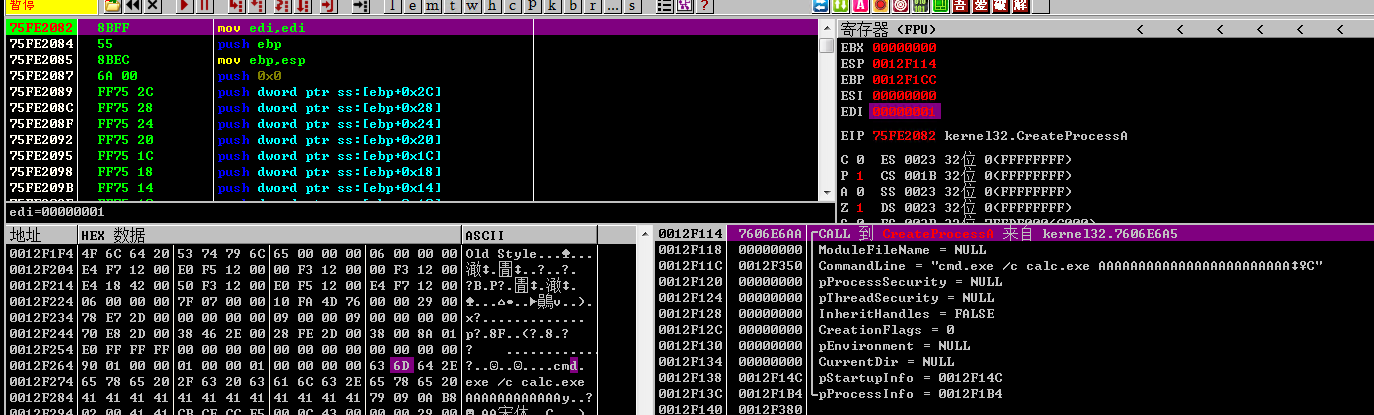 暂停 l e m t w h c p k b r ... s ? 吾 爱 破 解
75FE2082 8BFF mov edi,edi
75FE2084 55 push ebp
75FE2085 8BEC mov ebp,esp
75FE2087 6A 00 push 0x0
75FE2089 FF75 2C push dword ptr ss:[ebp+0x2C]
75FE208C FF75 28 push dword ptr ss:[ebp+0x28]
75FE208F FF75 24 push dword ptr ss:[ebp+0x24]
75FE2092 FF75 20 push dword ptr ss:[ebp+0x20]
75FE2095 FF75 1C push dword ptr ss:[ebp+0x1C]
75FE2098 FF75 18 push dword ptr ss:[ebp+0x18]
75FE209B FF75 14 push dword ptr ss:[ebp+0x14]
edi=00000001
寄存器 (FPU) < < < < < <
EBX 00000000
ESP 0012F114
EBP 0012F1CC
ESI 00000000
EDI 00000001
EIP 75FE2082 kernel32.CreateProcessA
C 0 ES 0023 32位 0(FFFFFFFF)
P 1 CS 001B 32位 0(FFFFFFFF)
A 0 SS 0023 32位 0(FFFFFFFF)
Z 1 DS 0023 32位 0(FFFFFFFF)
地址 HEX 数据 ASCII
0012F1F4 4F 6C 64 20 53 74 79 6C 65 00 00 00 06 00 00 00 Old Style...♠...
0012F204 E4 F7 12 00 E0 F5 12 00 00 F3 12 00 00 F3 12 00
0012F214 E4 18 42 00 50 F3 12 00 E0 F5 12 00 E4 F7 12 00
0012F224 06 00 00 00 7F 07 00 00 10 FA 4D 76 00 00 29 00
0012F234 78 E7 2D 00 00 00 00 00 09 00 00 09 00 00 00 00 x?..............
0012F244 70 E8 2D 00 38 46 2E 00 28 FE 2D 00 38 00 8A 01 p?.8F..(?.8.?
0012F254 E0 FF FF FF 00 00 00 00 00 00 00 00 00 00 00 00 ? ............
0012F264 90 01 00 00 00 01 00 01 00 00 00 00 63 6D 64 2E ?..☺..☺....cmd.
0012F274 65 78 65 20 2F 63 20 63 61 6C 63 2E 65 78 65 20 exe /c calc.exe
0012F284 41 41 41 41 41 41 41 41 41 41 41 41 79 09 0A B8 AAAAAAAAAAAAy..?
0012F114 7606E6AA CALL 到 CreateProcessA 来自 kernel32.7606E6A5
0012F118 00000000 ModuleFileName = NULL
0012F11C 0012F350 CommandLine = "cmd.exe /c calc.exe AAAAAAAAAAAAAAAAAAAAAAAA‡♀C"
0012F120 00000000 pProcessSecurity = NULL
0012F124 00000000 pThreadSecurity = NULL
0012F128 00000000 InheritHandles = FALSE
0012F12C 00000000 CreationFlags = 0
0012F130 00000000 pEnvironment = NULL
0012F134 00000000 CurrentDir = NULL
0012F138 0012F14C pStartupInfo = 0012F14C
0012F13C 0012F1B4 pProcessInfo = 0012F1B4
0012F140 0012F380